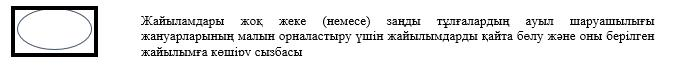 Жайыламдары жоқ жеке (немесе) заңды тұлғалардың ауыл шаруашылығы
жануарларының малын орналастыру үшін жайылымдарды қайта бөлу және оны берілген
жайылымға көшіру сызбасы